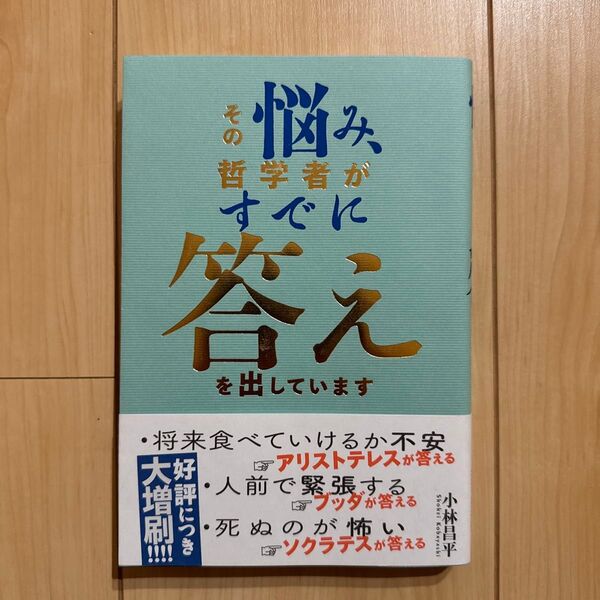 その悩み、
哲学者が
すでに
答え
を出しています
・将来食べていけるか不安
☞アリストテレスが答える
・人前で緊張する
☞ブッダが答える
・死ぬのが怖い
☞ソクラテスが答える
好評につき
大増刷!!!!
小林昌平
Shohei Kobayashi